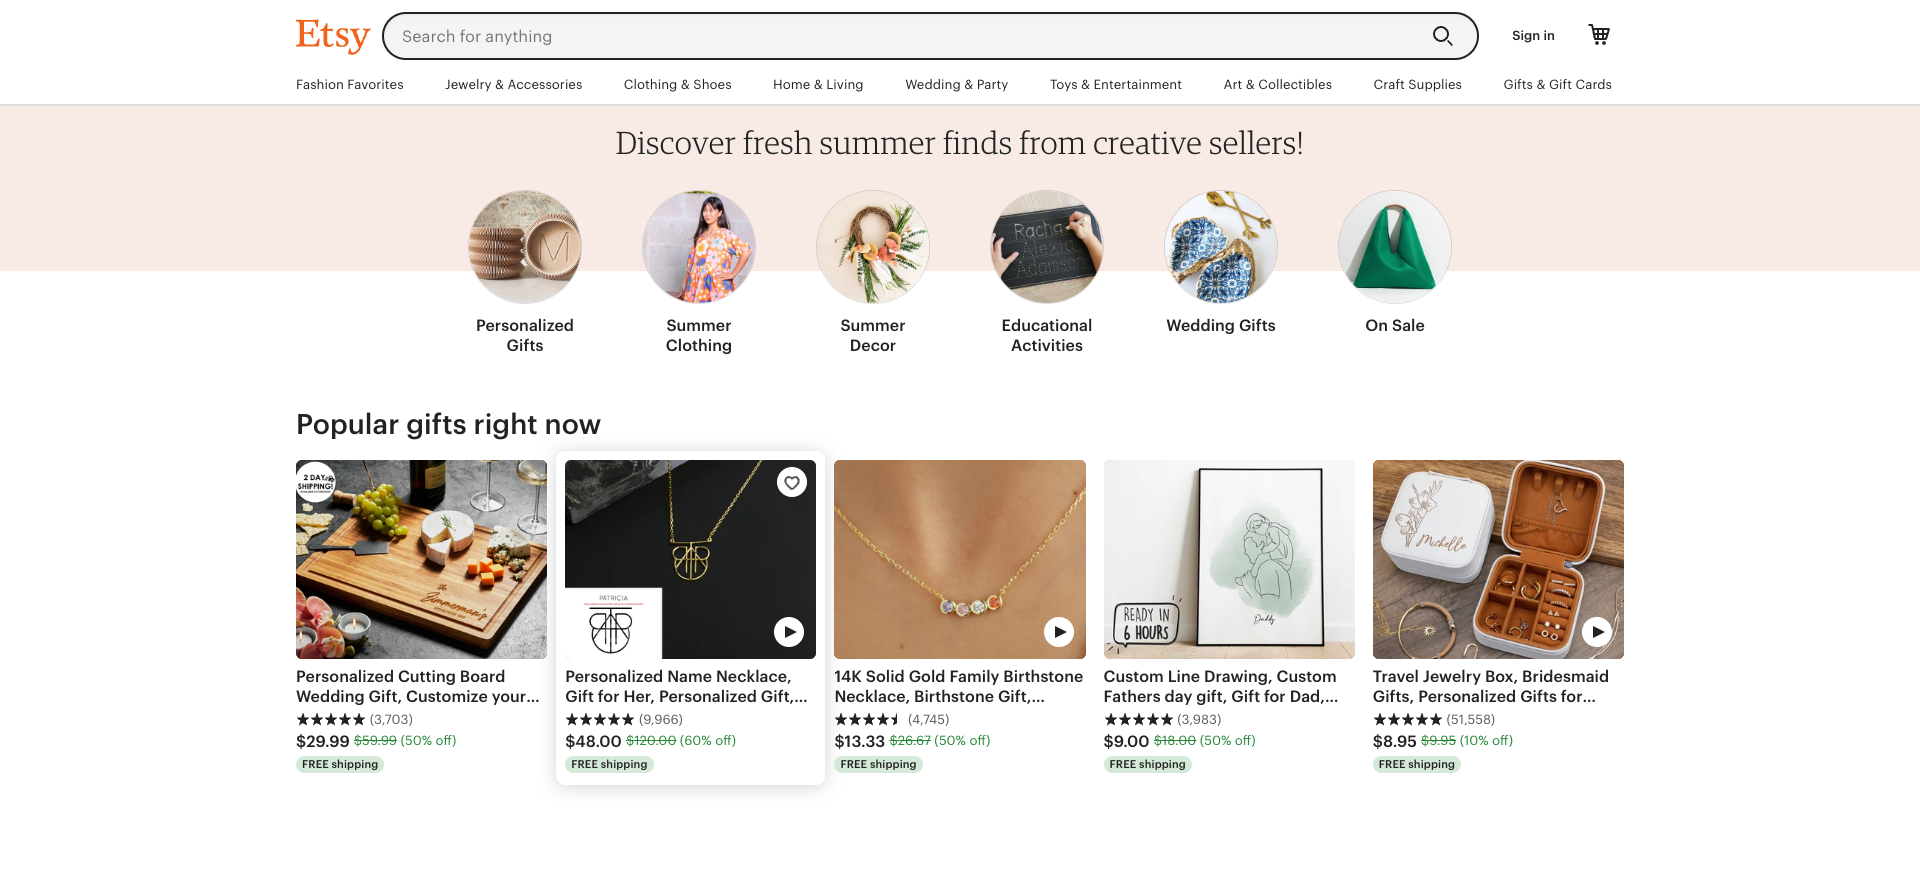 Etsy
Search for anything
Sign in
Fashion Favorites
Jewelry & Accessories
Clothing & Shoes
Home & Living
Wedding & Party
Toys & Entertainment
Art & Collectibles
Craft Supplies
Gifts & Gift Cards
Discover fresh summer finds from creative sellers!
M
Racha
Alexia
Adamson
Personalized
Gifts
Summer
Clothing
Summer
Decor
Educational
Activities
Wedding Gifts
On Sale
Popular gifts right now
2 DAY
SHIPPING!
the
Zimmerman's
Personalized Cutting Board
Wedding Gift, Customize your...
(3,703)
$29.99 $59.99 (50% off)
FREE shipping
PATRICIA
Personalized Name Necklace,
Gift for Her, Personalized Gift,...
(9,966)
$48.00 $120.00 (60% off)
FREE shipping
14K Solid Gold Family Birthstone
Necklace, Birthstone Gift,...
(4,745)
$13.33 $26.67 (50% off)
FREE shipping
READY IN
6 HOURS
Daddy
Custom Line Drawing, Custom
Fathers day gift, Gift for Dad,...
(3,983)
$9.00 $18.00 (50% off)
FREE shipping
Michelle
Travel Jewelry Box, Bridesmaid
Gifts, Personalized Gifts for...
(51,558)
$8.95 $9.95 (10% off)
FREE shipping